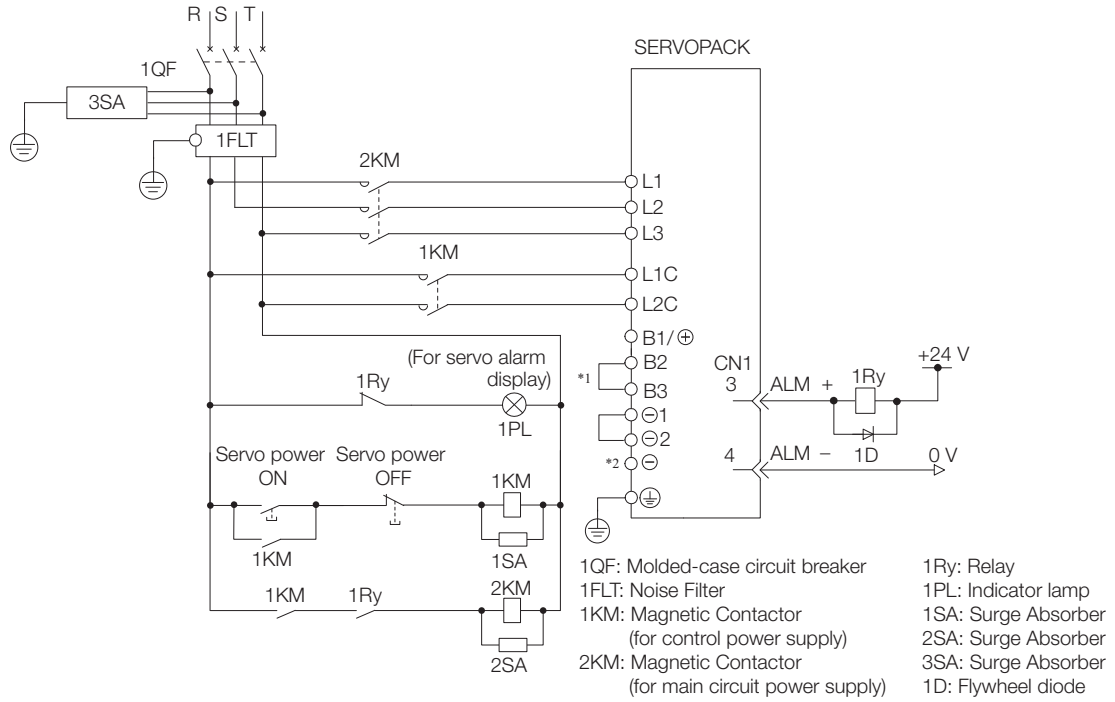 R S T
SERVOPACK
1QF
3SA
1FLT
2KM
L1
L2
L3
1KM
L1C
L2C
B1/⊕
(For servo alarm
display)
B2
CN1
+24 V
*1
1Ry
B3
3
ALM +
1Ry
1PL
⊖1
⊖2
Servo power
ON
Servo power
OFF
*2 ⊖
4
ALM −
1D
0 V
1KM
1KM
1SA
1KM
1Ry
2KM
2SA
1QF: Molded-case circuit breaker
1FLT: Noise Filter
1KM: Magnetic Contactor
(for control power supply)
2KM: Magnetic Contactor
(for main circuit power supply)
1Ry: Relay
1PL: Indicator lamp
1SA: Surge Absorber
2SA: Surge Absorber
3SA: Surge Absorber
1D: Flywheel diode